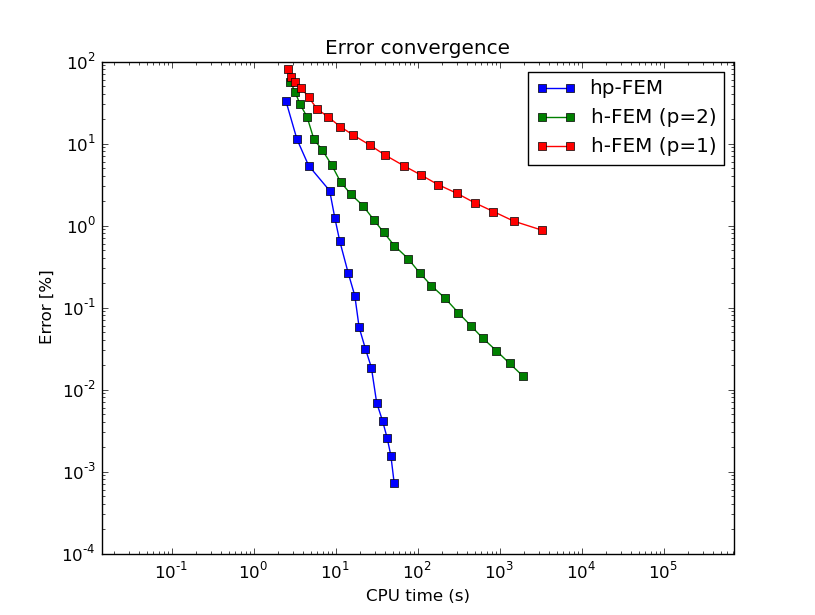 Error convergence
hp-FEM
h-FEM (p=2)
h-FEM (p=1)
Error [%]
10^2
10^1
10^0
10^-1
10^-2
10^-3
10^-4
10^-1
10^0
10^1
10^2
10^3
10^4
10^5
CPU time (s)